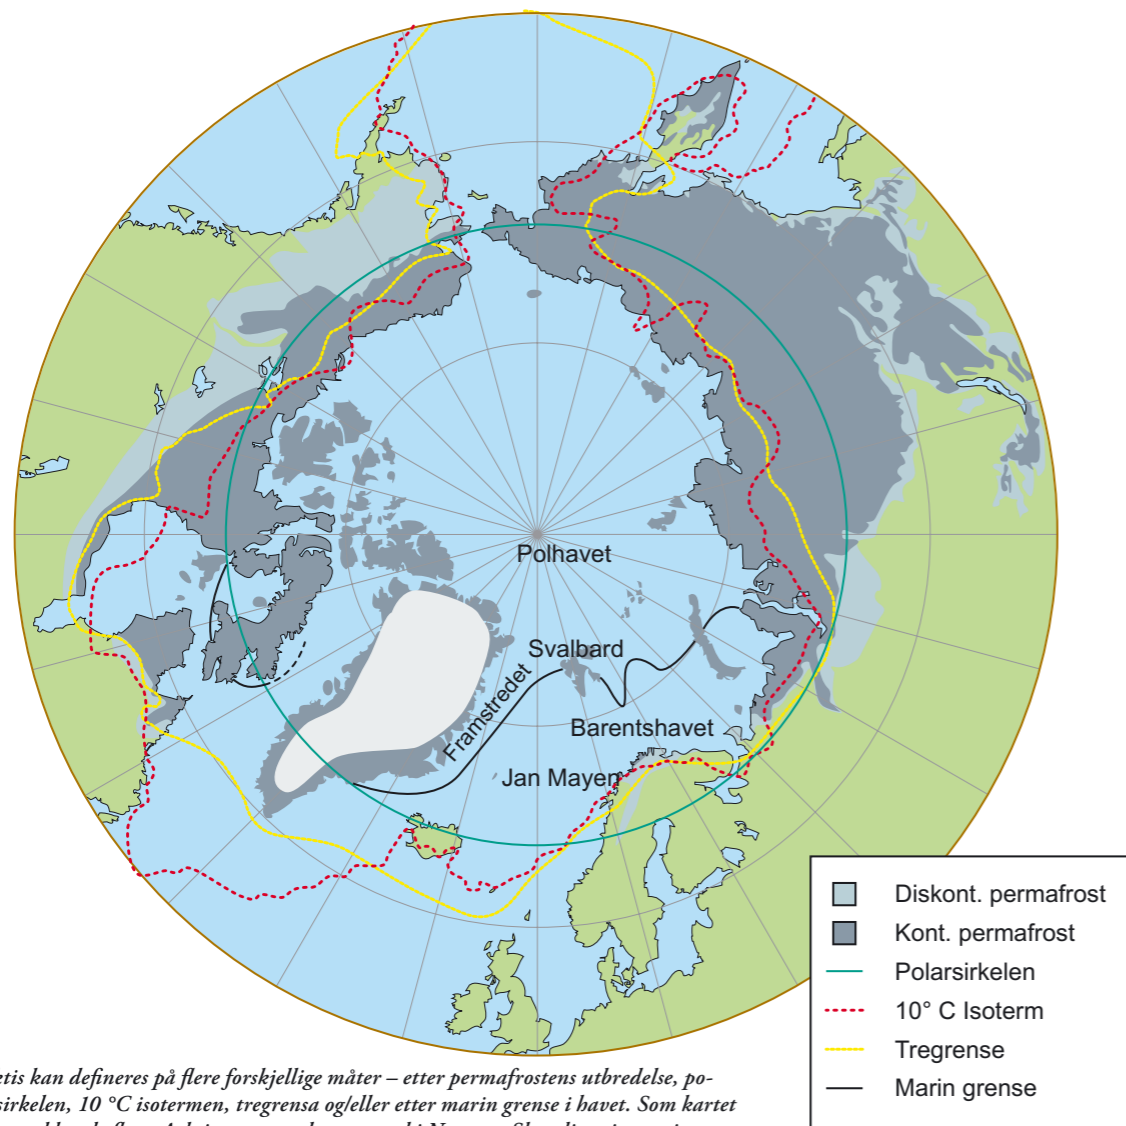 Polhavet
Svalbard
Framstredet
Barentshavet
Jan Mayen
Diskont. permafrost
Kont. permafrost
Polarsirkelen
10° C Isoterm
Tregrense
Marin grense
etis kan defineres på flere forskjellige måter – etter permafrostens utbredelse, po-
sirkelen, 10 °C isotermen, tregrensa og/eller etter marin grense i havet. Som kartet